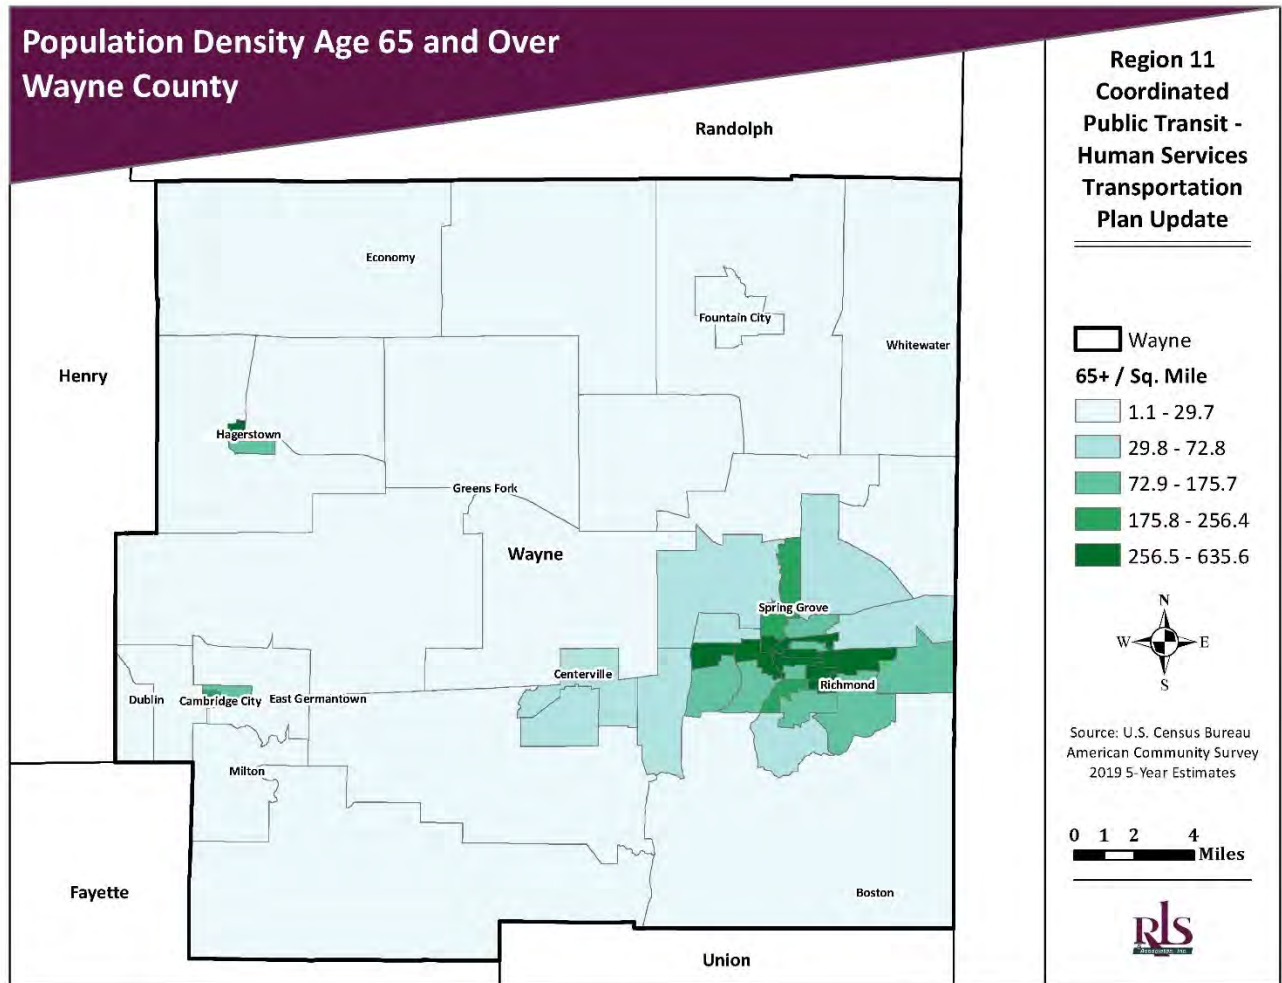 Population Density Age 65 and Over
Wayne County
Region 11
Coordinated
Public Transit -
Human Services
Transportation
Plan Update
Randolph
Economy
Fountain City
Whitewater
Henry
Hagerstown
Greens Fork
Wayne
Spring Grove
Centerville
Richmond
Dublin
Cambridge City
East Germantown
Milton
Fayette
Boston
Union
Wayne
65+ / Sq. Mile
1.1 - 29.7
29.8 - 72.8
72.9 - 175.7
175.8 - 256.4
256.5 - 635.6
N
W
E
S
Source: U.S. Census Bureau
American Community Survey
2019 5-Year Estimates
0 1 2 4
Miles
RLS
& Associates, Inc.